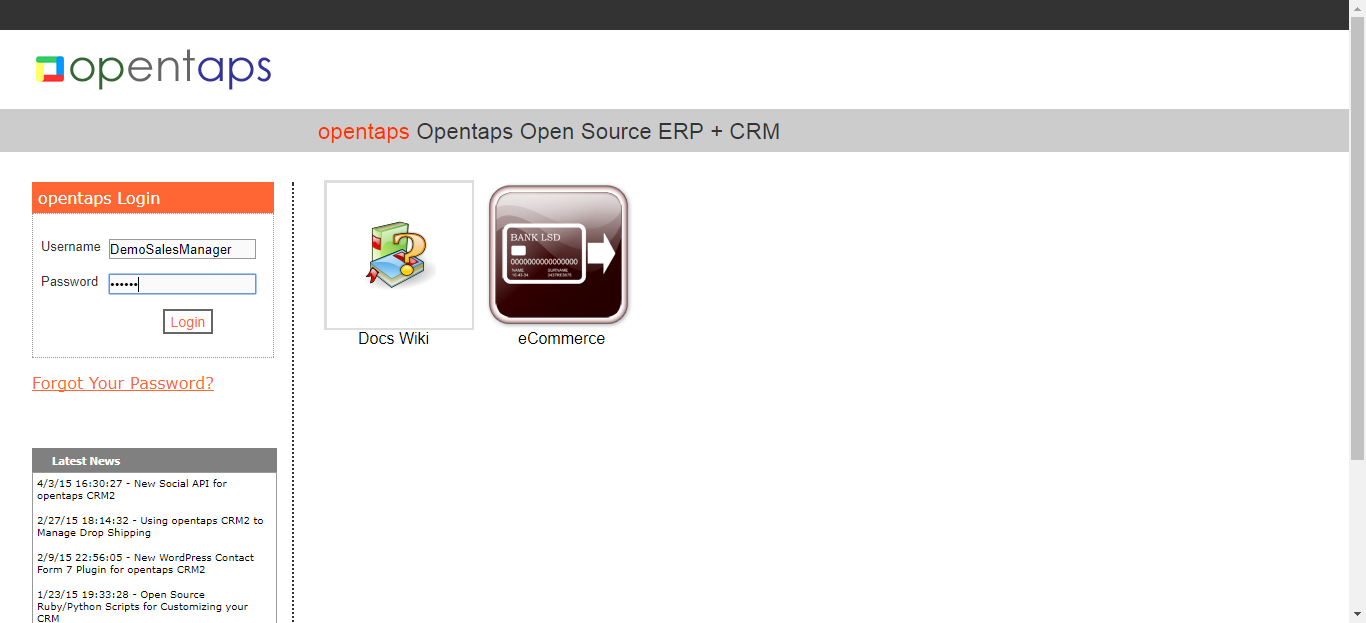 opentaps
opentaps Opentaps Open Source ERP + CRM
opentaps Login
Username DemoSalesManager
Password ••••••
Login
Forgot Your Password?
BANK LSD
Docs Wiki
eCommerce
Latest News
4/3/15 16:30:27 - New Social API for
opentaps CRM2
2/27/15 18:14:32 - Using opentaps CRM2 to
Manage Drop Shipping
2/9/15 22:56:05 - New WordPress Contact
Form 7 Plugin for opentaps CRM2
1/23/15 19:33:28 - Open Source
Ruby/Python Scripts for Customizing your
CRM